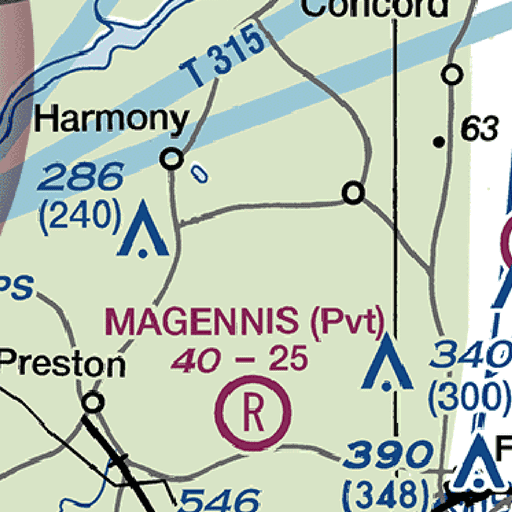 Concord
T 315
63
Harmony
286
(240)
PS
MAGENNIS (Pvt)
40 - 25
R
Preston
340
(300)
390
(348)
F
546